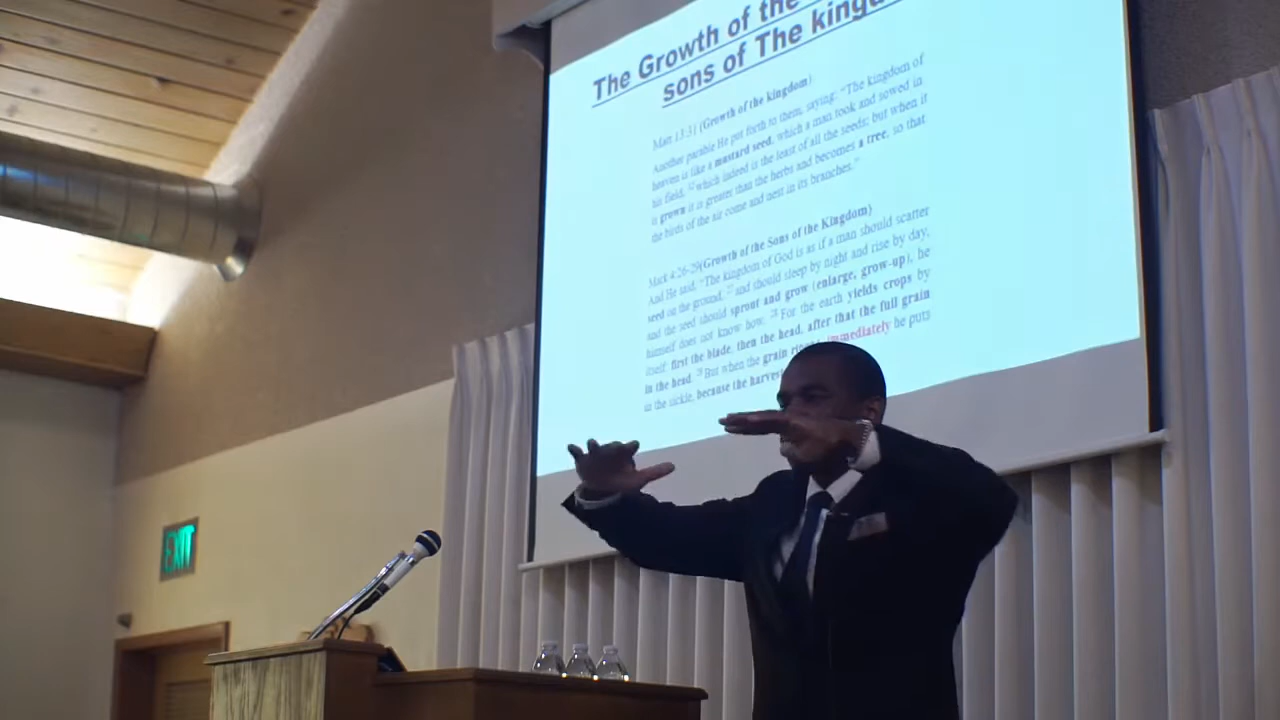 The Growth of the
sons of The kingd
Matt 13:31 (Growth of the kingdom)
Another parable He put forth to them, saying: "The kingdom of
heaven is like a mustard seed, which a man took and sowed in
his field, 32 which indeed is the least of all the seeds; but when it
is grown it is greater than the herbs and becomes a tree, so that
the birds of the air come and nest in its branches."
Mark 4:26-29(Growth of the Sons of the Kingdom)
And He said, "The kingdom of God is as if a man should scatter
seed on the ground, 27 and should sleep by night and rise by day,
and the seed should sprout and grow (enlarge, grow-up), he
himself does not know how. 28 For the earth yields crops by
itself: first the blade, then the head, after that the full grain
in the head. 29 But when the grain immediately he puts
in the sickle, because the harvest
EXIT